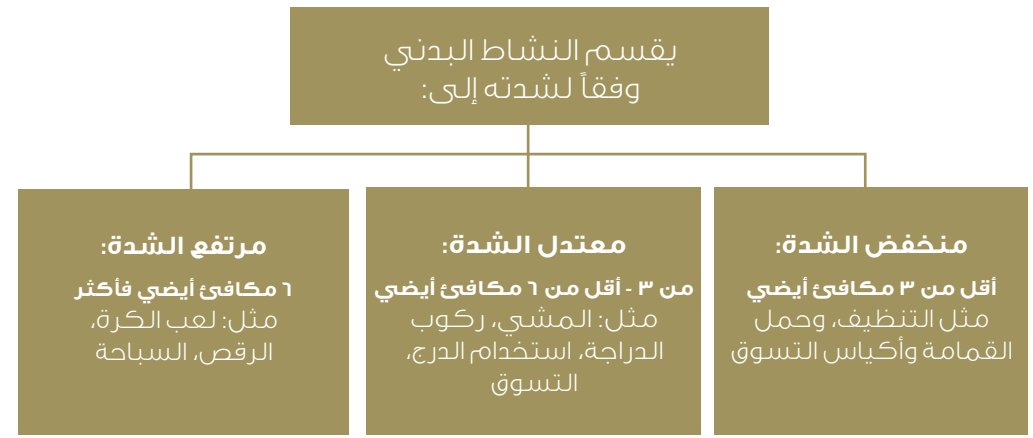 يقسم النشاط البدني
وفقاً لشدته إلى:
منخفض الشدة:
أقل من ٣ مكافئ أيضي
مثل التنظيف، وحمل
القمامة وأكياس التسوق
معتدل الشدة:
من ٣ - أقل من ٦ مكافئ أيضي
مثل: المشي، ركوب
الدراجة، استخدام الدرج،
التسوق
مرتفع الشدة:
٦ مكافئ أيضي فأكثر
مثل: لعب الكرة،
الرقص، السباحة